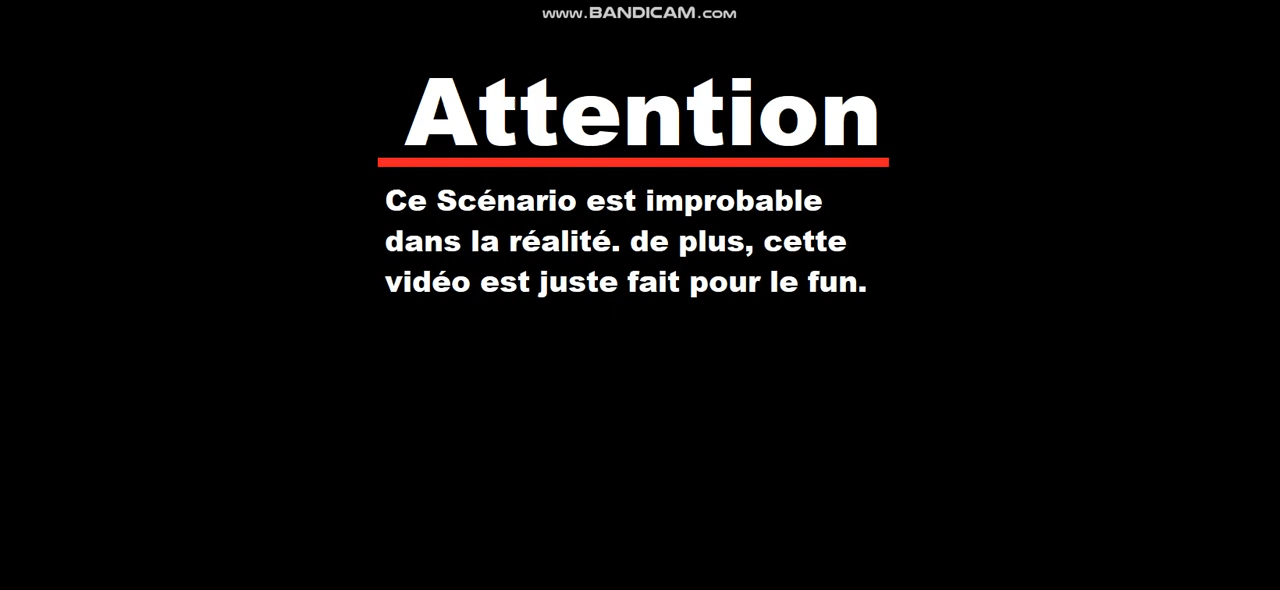 www.BANDICAM.com
Attention
Ce Scénario est improbable
dans la réalité. de plus, cette
vidéo est juste fait pour le fun.